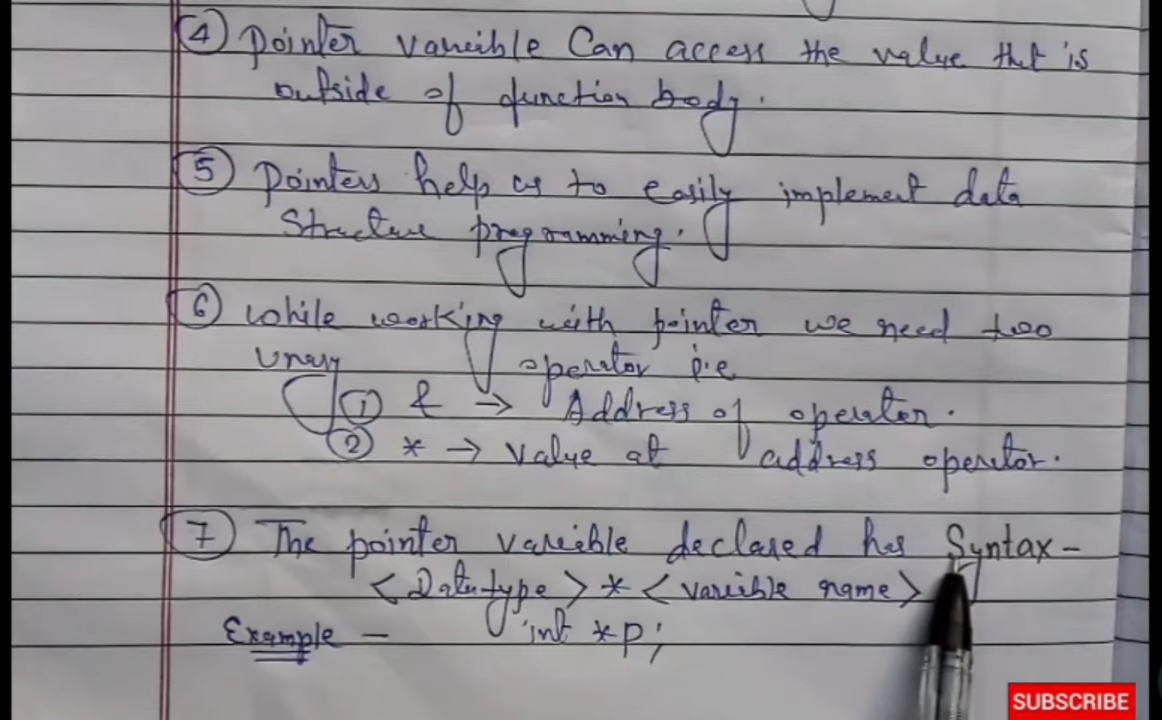 ④ Pointer variable Can access the value tht is
outside of function body.
⑤ Pointers help us to easily implement data
Structure programming.
⑥ While working with pointer we need two
unary operator i.e
① & → Address of operator.
② * → Value at address operator.
⑦ The pointer variable declared has Syntax -
<Datatype> * <variable name>
Example - int *p;
SUBSCRIBE